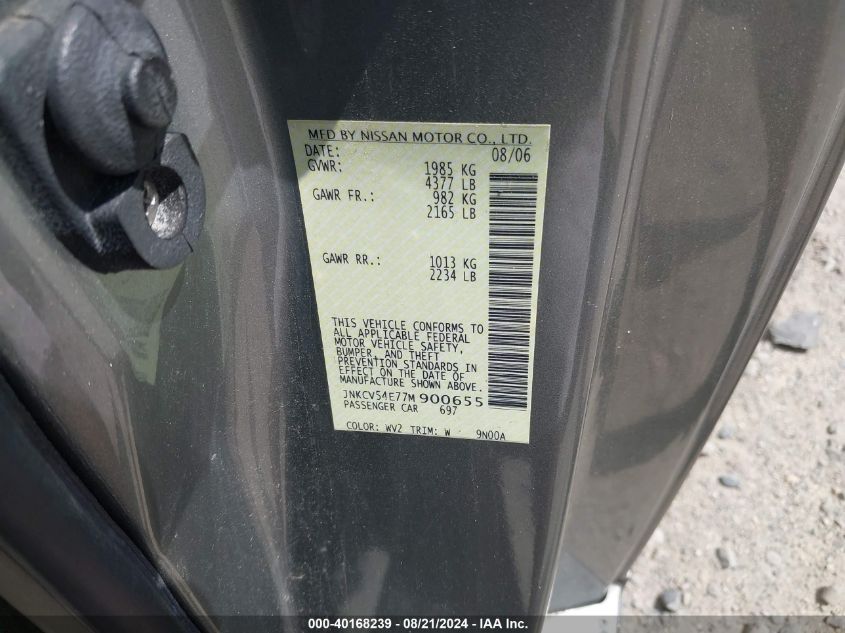 MFD BY NISSAN MOTOR CO., LTD.
DATE: 08/06
GVWR: 1985 KG
4377 LB
GAWR FR.: 982 KG
2165 LB
GAWR RR.: 1013 KG
2234 LB
THIS VEHICLE CONFORMS TO
ALL APPLICABLE FEDERAL
MOTOR VEHICLE SAFETY,
BUMPER, AND THEFT
PREVENTION STANDARDS IN
EFFECT ON THE DATE OF
MANUFACTURE SHOWN ABOVE.
JNKCV54E77M 900655
PASSENGER CAR 697
COLOR: WV2 TRIM: W 9N00A
000-40168239 - 08/21/2024 - IAA Inc.